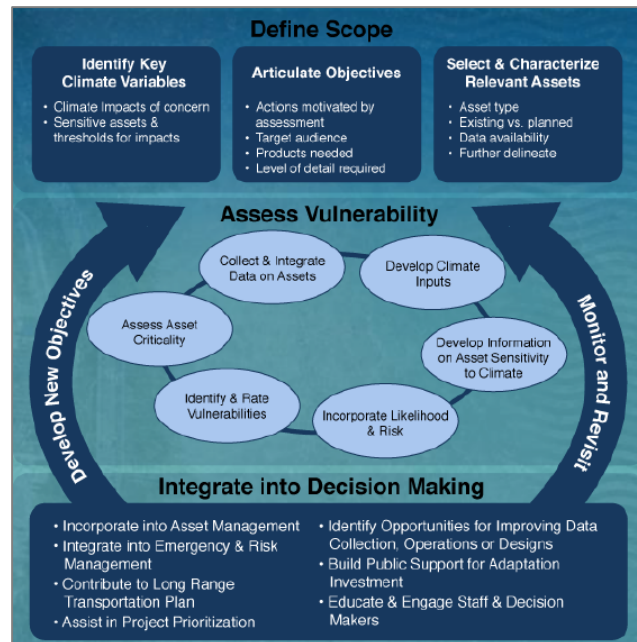 Define Scope
Identify Key
Climate Variables
• Climate Impacts of concern
• Sensitive assets &
thresholds for impacts
Articulate Objectives
• Actions motivated by
assessment
• Target audience
• Products needed
• Level of detail required
Select & Characterize
Relevant Assets
• Asset type
• Existing vs. planned
• Data availability
• Further delineate
Assess Vulnerability
Collect & Integrate
Data on Assets
Develop Climate
Inputs
Assess Asset
Criticality
Develop Information
on Asset Sensitivity
to Climate
Identify & Rate
Vulnerabilities
Incorporate Likelihood
& Risk
Develop New Objectives
Monitor and Revisit
Integrate into Decision Making
• Incorporate into Asset Management
• Integrate into Emergency & Risk
Management
• Contribute to Long Range
Transportation Plan
• Assist in Project Prioritization
• Identify Opportunities for Improving Data
Collection, Operations or Designs
• Build Public Support for Adaptation
Investment
• Educate & Engage Staff & Decision
Makers